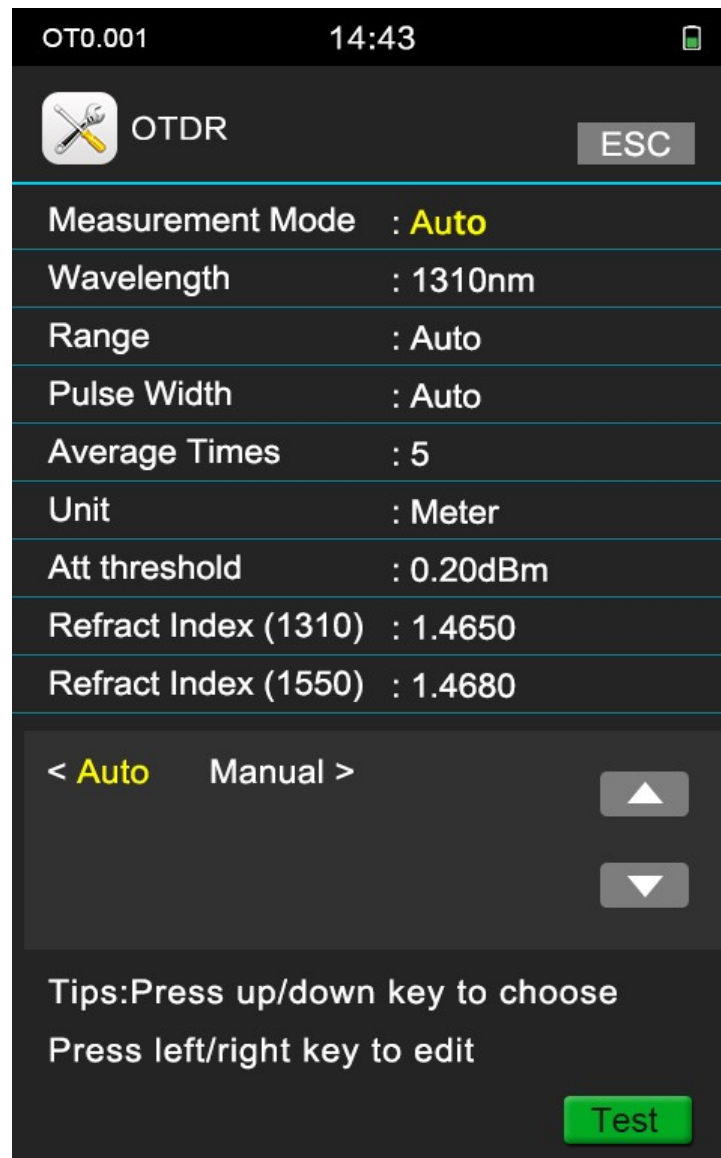 OT0.001 14:43
OTDR
ESC
Measurement Mode : Auto
Wavelength : 1310nm
Range : Auto
Pulse Width : Auto
Average Times : 5
Unit : Meter
Att threshold : 0.20dBm
Refract Index (1310) : 1.4650
Refract Index (1550) : 1.4680
< Auto Manual >
Tips:Press up/down key to choose
Press left/right key to edit
Test